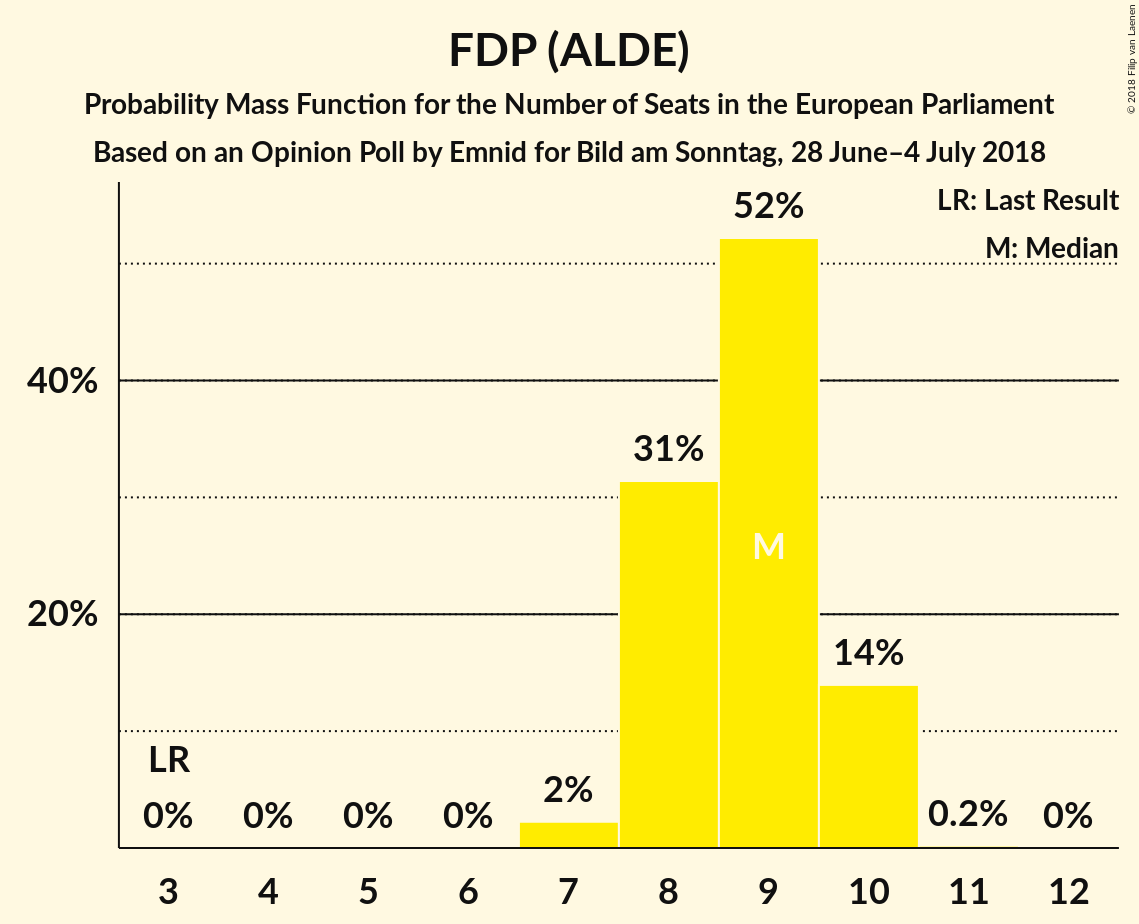 FDP (ALDE)
Probability Mass Function for the Number of Seats in the European Parliament
Based on an Opinion Poll by Emnid for Bild am Sonntag, 28 June–4 July 2018
© 2018 Filip van Laenen
LR: Last Result
M: Median
52%
40%
31%
M
20%
14%
LR
0% 0% 0% 0% 2% 0.2% 0%
3 4 5 6 7 8 9 10 11 12